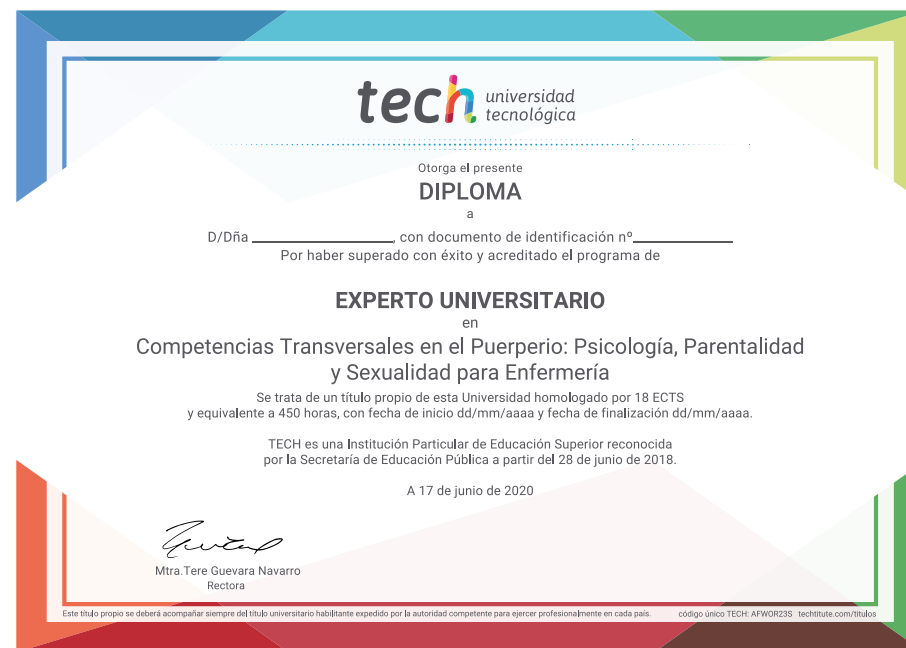 tech universidad
tecnológica
Otorga el presente
DIPLOMA
a
D/Dña ________________, con documento de identificación nº____________
Por haber superado con éxito y acreditado el programa de
EXPERTO UNIVERSITARIO
en
Competencias Transversales en el Puerperio: Psicología, Parentalidad
y Sexualidad para Enfermería
Se trata de un título propio de esta Universidad homologado por 18 ECTS
y equivalente a 450 horas, con fecha de inicio dd/mm/aaaa y fecha de finalización dd/mm/aaaa.
TECH es una Institución Particular de Educación Superior reconocida
por la Secretaría de Educación Pública a partir del 28 de junio de 2018.
A 17 de junio de 2020
Mtra.Tere Guevara Navarro
Rectora
Este título propio se deberá acompañar siempre del título universitario habilitante expedido por la autoridad competente para ejercer profesionalmente en cada país. código único TECH: AFWOR23S techtitute.com/titulos